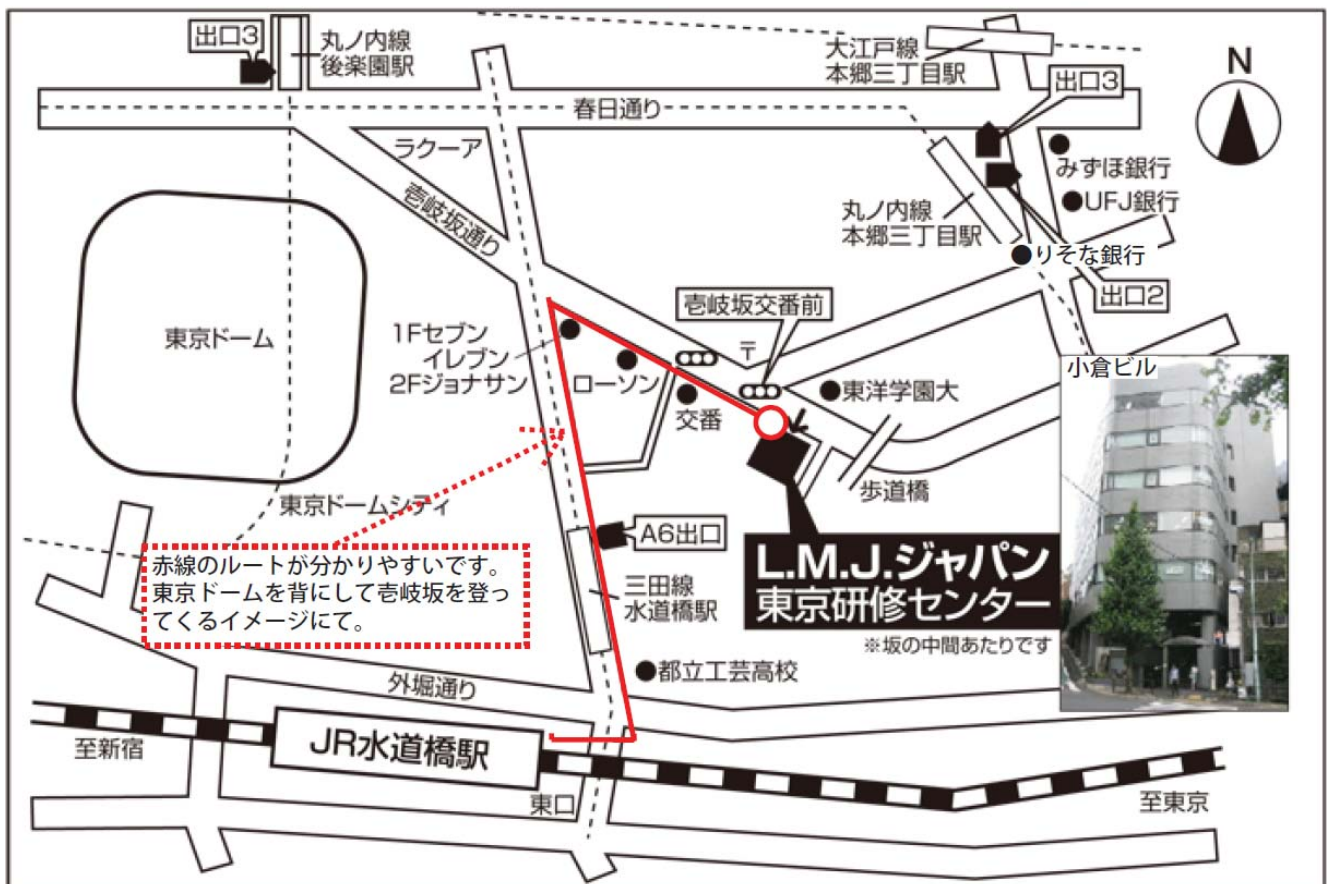 出口3
丸ノ内線
後楽園駅
大江戸線
本郷三丁目駅
N
出口3
春日通り
ラクーア
みずほ銀行
壱岐坂通り
UFJ銀行
丸ノ内線
本郷三丁目駅
りそな銀行
出口2
壱岐坂交番前
東京ドーム
1Fセブン
イレブン
2Fジョナサン
〒
小倉ビル
ローソン
東洋学園大
交番
歩道橋
東京ドームシティ
A6出口
赤線のルートが分かりやすいです。
東京ドームを背にして壱岐坂を登っ
てくるイメージにて。
L.M.J.ジャパン
東京研修センター
三田線
水道橋駅
※坂の中間あたりです
都立工芸高校
外堀通り
至新宿
JR水道橋駅
東口
至東京